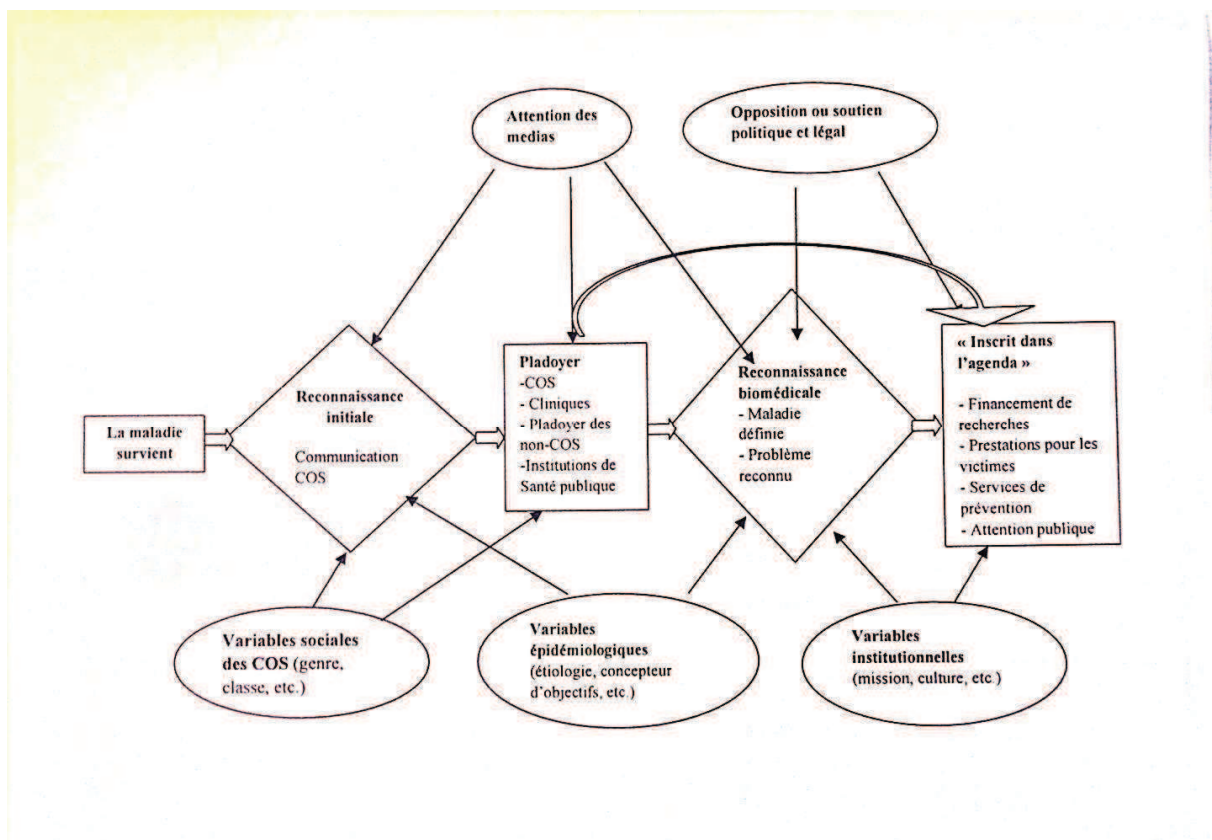 Attention des
medias
Opposition ou soutien
politique et légal
La maladie
survient
Reconnaissance
initiale
Communication
COS
Pladoyer
-COS
- Cliniques
- Pladoyer des
non-COS
-Institutions de
Santé publique
Reconnaissance
biomédicale
- Maladie
définie
- Problème
reconnu
« Inscrit dans
l'agenda »
- Financement de
recherches
- Prestations pour les
victimes
- Services de
prévention
- Attention publique
Variables sociales
des COS (genre,
classe, etc.)
Variables
épidémiologiques
(étiologie, concepteur
d'objectifs, etc.)
Variables
institutionnelles
(mission, culture, etc.)